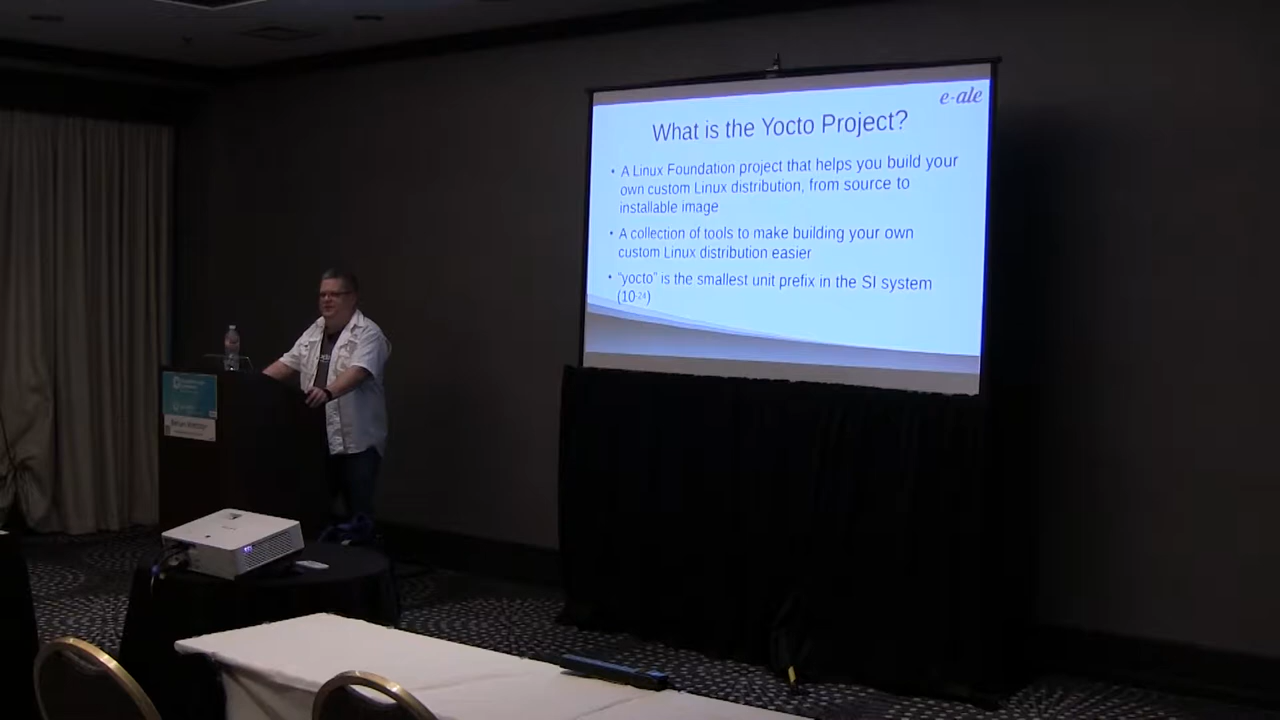 e-ale
What is the Yocto Project?
• A Linux Foundation project that helps you build your
own custom Linux distribution, from source to
installable image
• A collection of tools to make building your own
custom Linux distribution easier
• "yocto" is the smallest unit prefix in the SI system
(10-24)